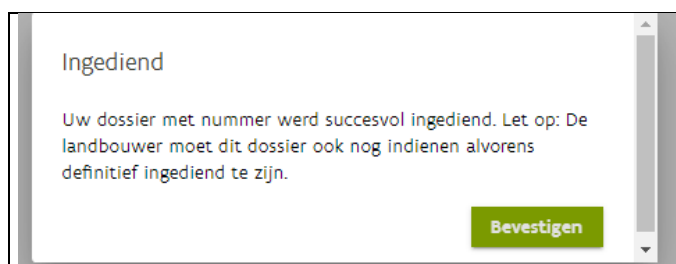 Ingediend
Uw dossier met nummer werd succesvol ingediend. Let op: De
landbouwer moet dit dossier ook nog indienen alvorens
definitief ingediend te zijn.
Bevestigen